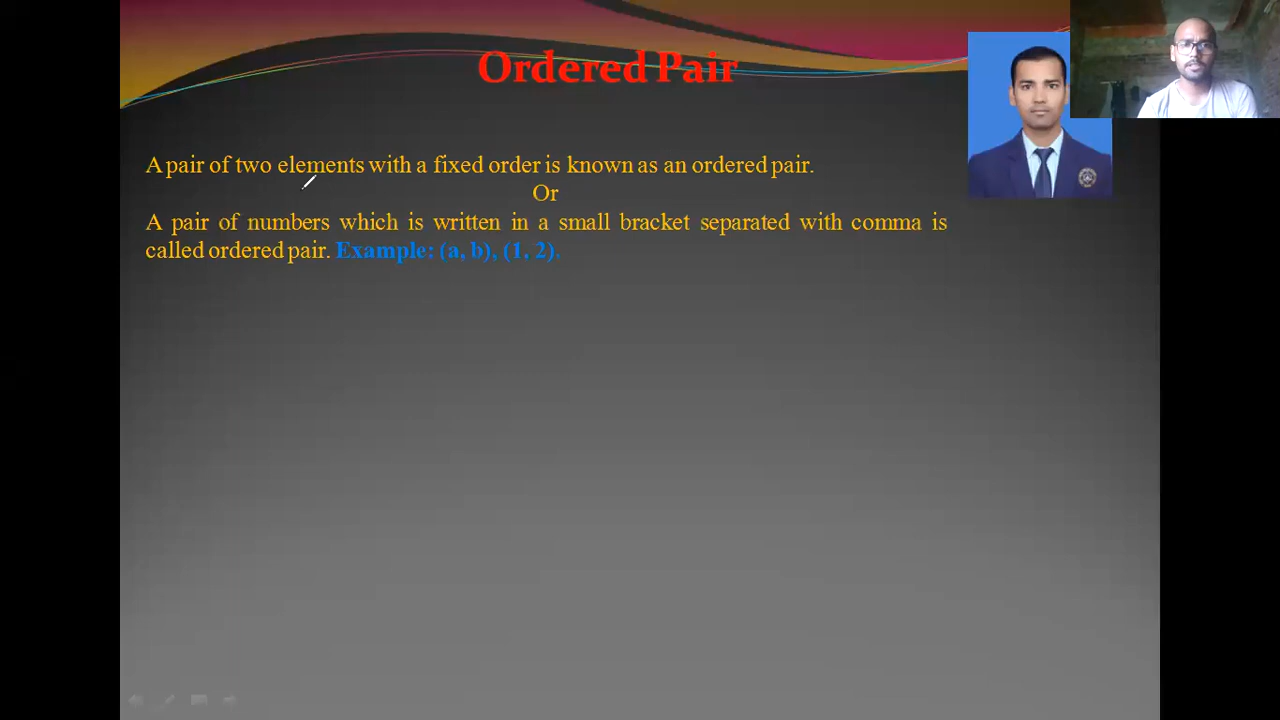 Ordered Pair
A pair of two elements with a fixed order is known as an ordered pair.
Or
A pair of numbers which is written in a small bracket separated with comma is
called ordered pair. Example: (a, b), (1, 2).